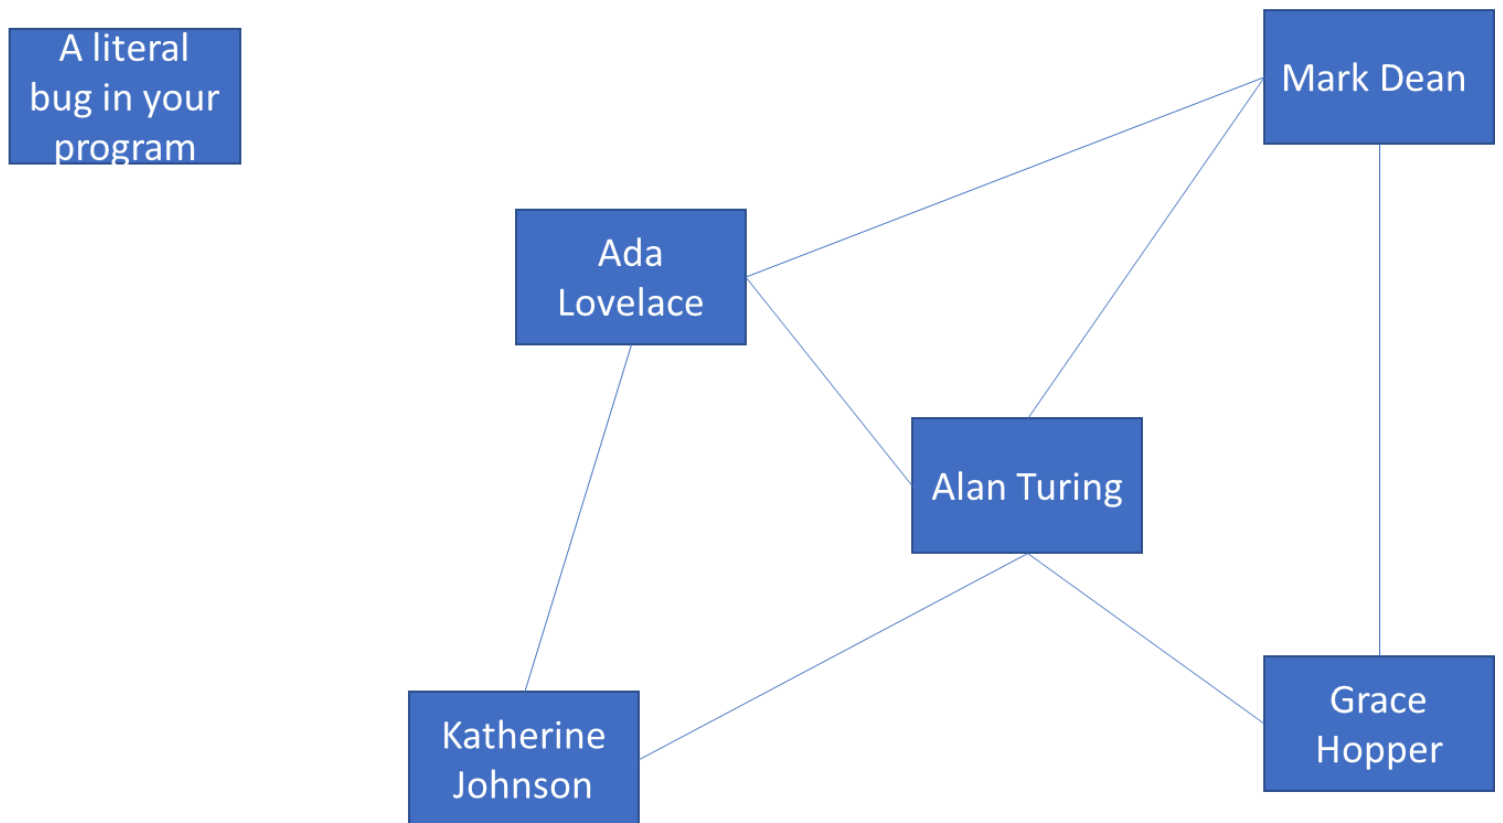 A literal
bug in your
program
Mark Dean
Ada
Lovelace
Alan Turing
Katherine
Johnson
Grace
Hopper